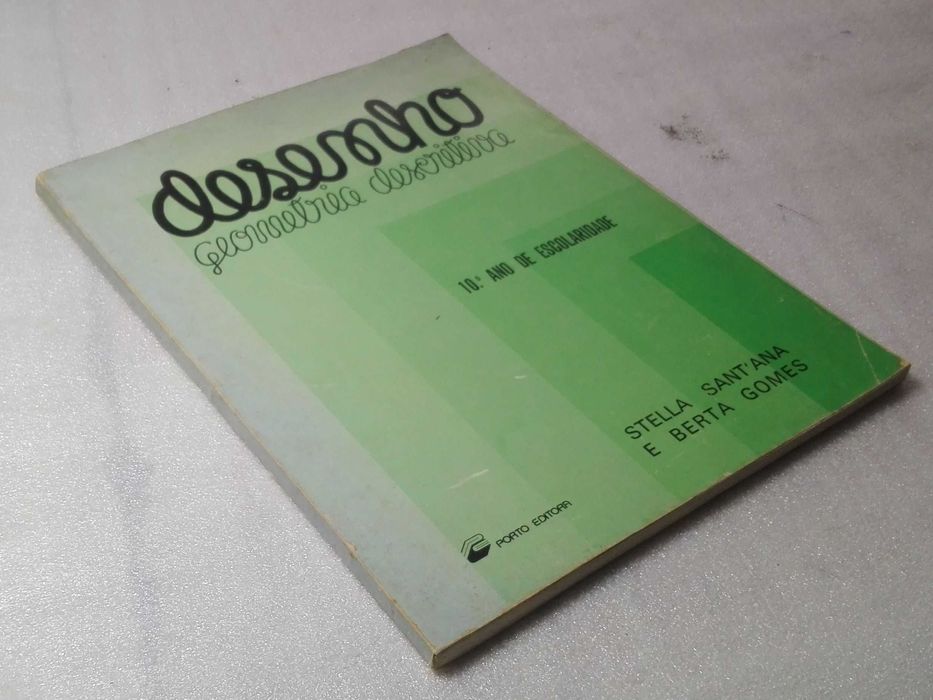 desenho
geometria descritiva
10.º ANO DE ESCOLARIDADE
STELLA SANT'ANA
E BERTA GOMES
PORTO EDITORA